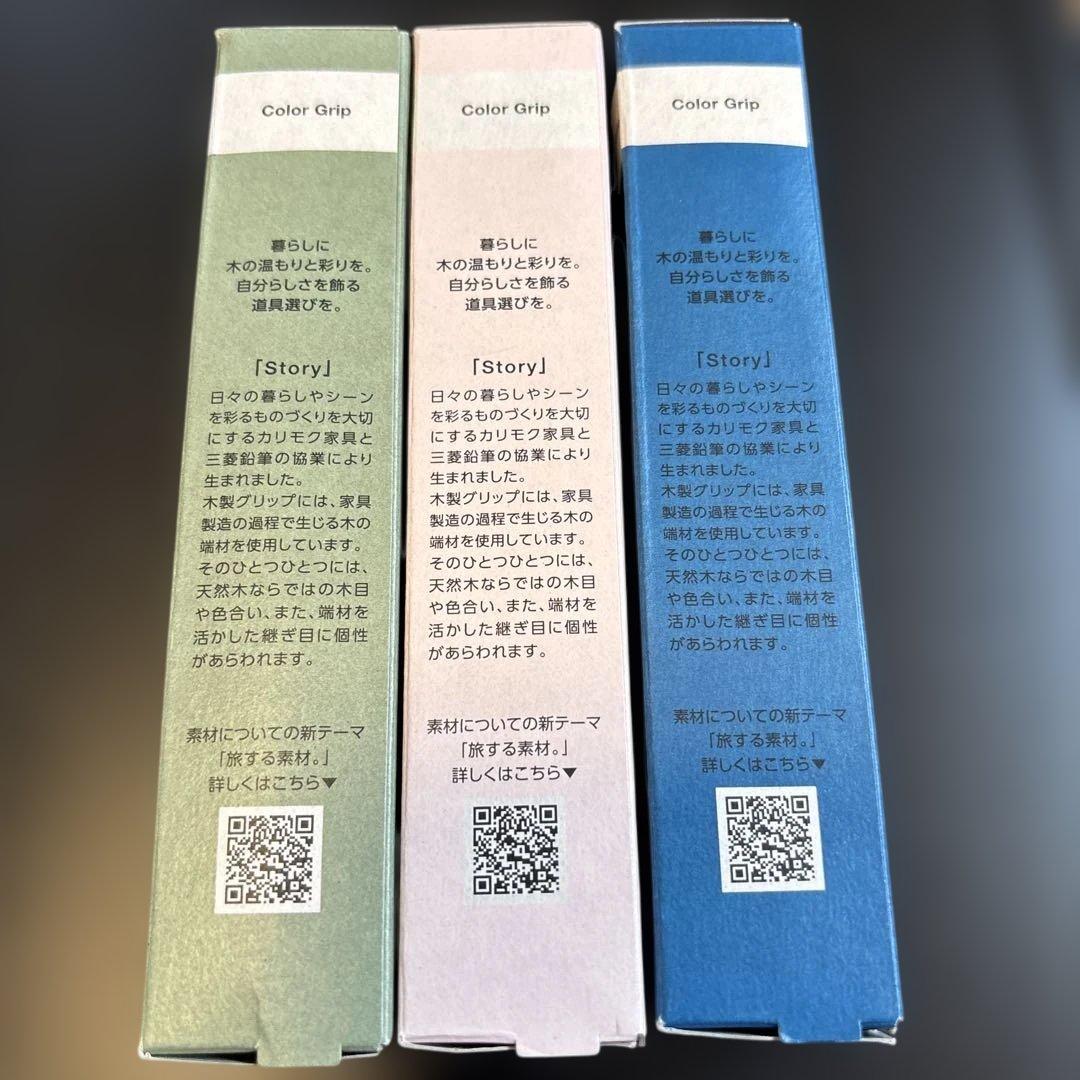 Color Grip
暮らしに
木の温もりと彩りを。
自分らしさを飾る
道具選びを。
「Story」
日々の暮らしやシーン
を彩るものづくりを大切
にするカリモク家具と
三菱鉛筆の協業により
生まれました。
木製グリップには、家具
製造の過程で生じる木の
端材を使用しています。
そのひとつひとつには、
天然木ならではの木目
や色合い、また、端材を
活かした継ぎ目に個性
があらわれます。
素材についての新テーマ
「旅する素材。」
詳しくはこちら▼
Color Grip
暮らしに
木の温もりと彩りを。
自分らしさを飾る
道具選びを。
「Story」
日々の暮らしやシーン
を彩るものづくりを大切
にするカリモク家具と
三菱鉛筆の協業により
生まれました。
木製グリップには、家具
製造の過程で生じる木の
端材を使用しています。
そのひとつひとつには、
天然木ならではの木目
や色合い、また、端材を
活かした継ぎ目に個性
があらわれます。
素材についての新テーマ
「旅する素材。」
詳しくはこちら▼
Color Grip
暮らしに
木の温もりと彩りを。
自分らしさを飾る
道具選びを。
「Story」
日々の暮らしやシーン
を彩るものづくりを大切
にするカリモク家具と
三菱鉛筆の協業により
生まれました。
木製グリップには、家具
製造の過程で生じる木の
端材を使用しています。
そのひとつひとつには、
天然木ならではの木目
や色合い、また、端材を
活かした継ぎ目に個性
があらわれます。
素材についての新テーマ
「旅する素材。」
詳しくはこちら▼